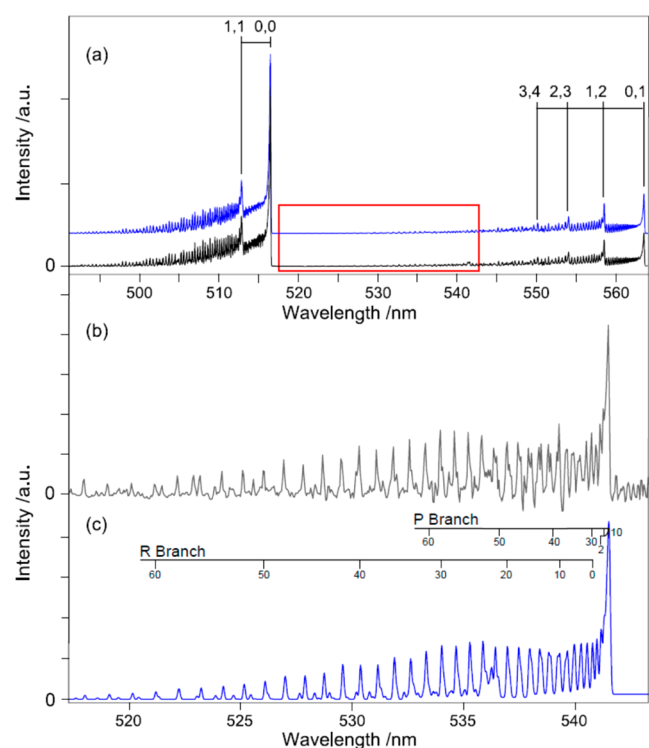 1,1 0,0
(a)
3,4 2,3 1,2 0,1
Intensity /a.u.
0
500 510 520 530 540 550 560
Wavelength /nm
(b)
Intensity /a.u.
0
P Branch
60 50 40 30 10
2
(c)
R Branch
60 50 40 30 20 10 0
0
520 525 530 535 540
Wavelength /nm